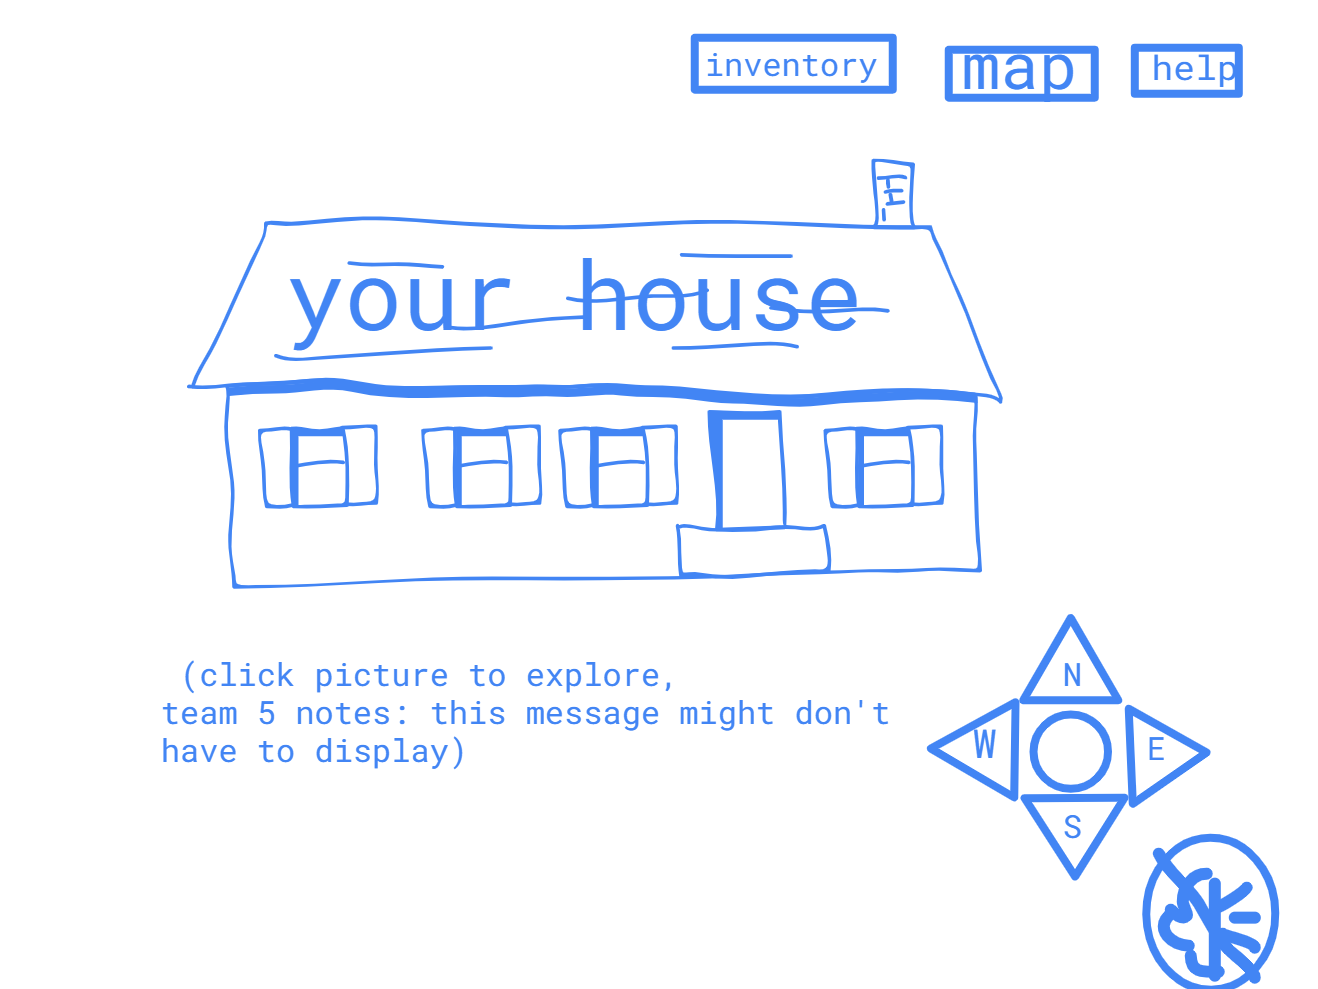 inventory
map
help
your house
(click picture to explore,
team 5 notes: this message might don't
have to display)
N
W
E
S